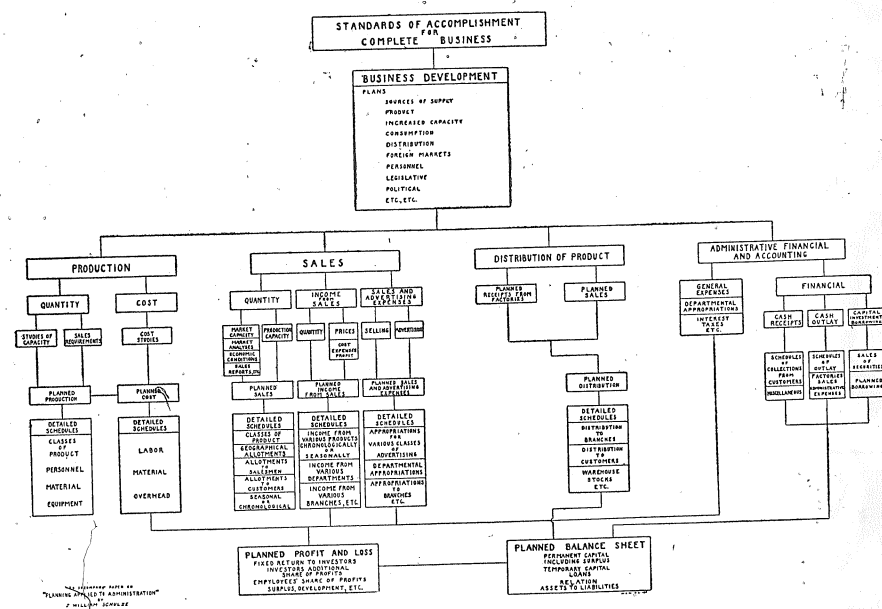 STANDARDS OF ACCOMPLISHMENT
FOR
COMPLETE BUSINESS
BUSINESS DEVELOPMENT
PLANS
SOURCES OF SUPPLY
PRODUCT
INCREASED CAPACITY
CONSUMPTION
DISTRIBUTION
FOREIGN MARKETS
PERSONNEL
LEGISLATIVE
POLITICAL
ETC., ETC.
PRODUCTION
QUANTITY
COST
STUDIES OF
CAPACITY
SALES
REQUIREMENTS
COST
STUDIES
PLANNED
PRODUCTION
PLANNED
COST
DETAILED
SCHEDULES
CLASSES
OF
PRODUCT
PERSONNEL
MATERIAL
EQUIPMENT
DETAILED
SCHEDULES
LABOR
MATERIAL
OVERHEAD
SALES
QUANTITY
MARKET
CAPACITY
MARKET
ANALYSES
ECONOMIC
CONDITIONS
SALES
REPORTS, ETC.
PRODUCTION
CAPACITY
PLANNED
SALES
DETAILED
SCHEDULES
CLASSES OF
PRODUCT
GEOGRAPHICAL
ALLOTMENTS
ALLOTMENTS
TO
SALESMEN
ALLOTMENTS
TO
CUSTOMERS
SEASONAL
OR
CHRONOLOGICAL
INCOME
FROM
SALES
QUANTITY
PRICES
COST
EXPENSES
PROFIT
PLANNED
INCOME
FROM SALES
DETAILED
SCHEDULES
INCOME FROM
VARIOUS PRODUCTS
CHRONOLOGICALLY
OR
SEASONALLY
INCOME FROM
VARIOUS
DEPARTMENTS
INCOME FROM
VARIOUS
BRANCHES, ETC.
SALES AND
ADVERTISING
EXPENSES
SELLING
ADVERTISING
PLANNED SALES
AND ADVERTISING
EXPENSES
DETAILED
SCHEDULES
APPROPRIATIONS
FOR
VARIOUS CLASSES
OF
ADVERTISING
DEPARTMENTAL
APPROPRIATIONS
APPROPRIATIONS
TO
BRANCHES
ETC.
DISTRIBUTION OF PRODUCT
PLANNED
RECEIPTS FROM
FACTORIES
PLANNED
SALES
PLANNED
DISTRIBUTION
DETAILED
SCHEDULES
DISTRIBUTION
TO
BRANCHES
DISTRIBUTION
TO
CUSTOMERS
WAREHOUSE
STOCKS
ETC.
ADMINISTRATIVE FINANCIAL
AND ACCOUNTING
GENERAL
EXPENSES
DEPARTMENTAL
APPROPRIATIONS
INTEREST
TAXES
ETC.
FINANCIAL
CASH
RECEIPTS
SCHEDULES
OF
COLLECTIONS
FROM
CUSTOMERS
MISCELLANEOUS
CASH
OUTLAY
SCHEDULES
OF
OUTLAY
FACTORIES
SALES
ADMINISTRATIVE
EXPENSES
CAPITAL
INVESTMENT
BORROWING
SALES
OF
SECURITIES
PLANNED
BORROWING
PLANNED PROFIT AND LOSS
FIXED RETURN TO INVESTORS
INVESTORS ADDITIONAL
SHARE OF PROFITS
EMPLOYEES' SHARE OF PROFITS
SURPLUS, DEVELOPMENT, ETC.
PLANNED BALANCE SHEET
PERMANENT CAPITAL
INCLUDING SURPLUS
TEMPORARY CAPITAL
LOANS
RELATION
ASSETS TO LIABILITIES
PAPER ON
"PLANNING APPLIED TO ADMINISTRATION"
BY
J WILLIAM SCHULZE